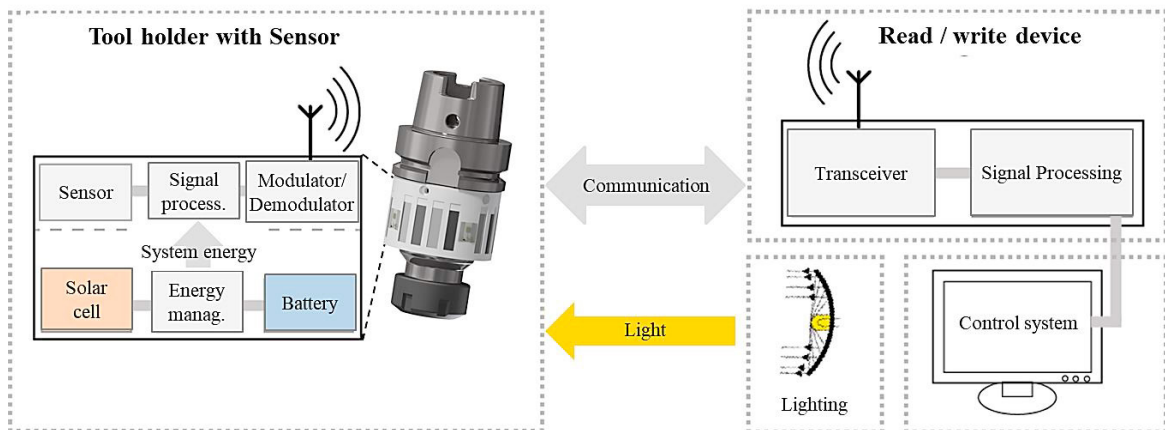 Tool holder with Sensor
Sensor
Signal
process.
Modulator/
Demodulator
System energy
Solar
cell
Energy
manag.
Battery
Communication
Light
Read / write device
Transceiver
Signal Processing
Lighting
Control system